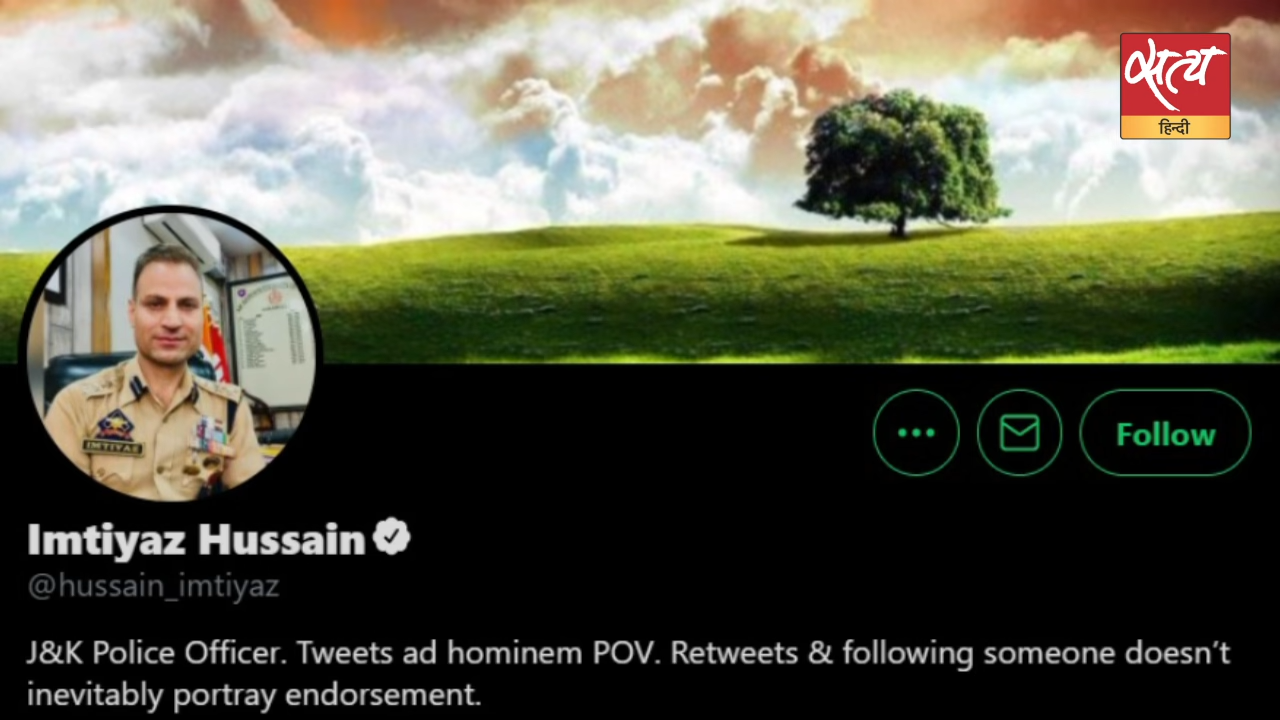 सत्य
हिन्दी
IMTIYAZ
Follow
Imtiyaz Hussain
@hussain_imtiyaz
J&K Police Officer. Tweets ad hominem POV. Retweets & following someone doesn’t
inevitably portray endorsement.